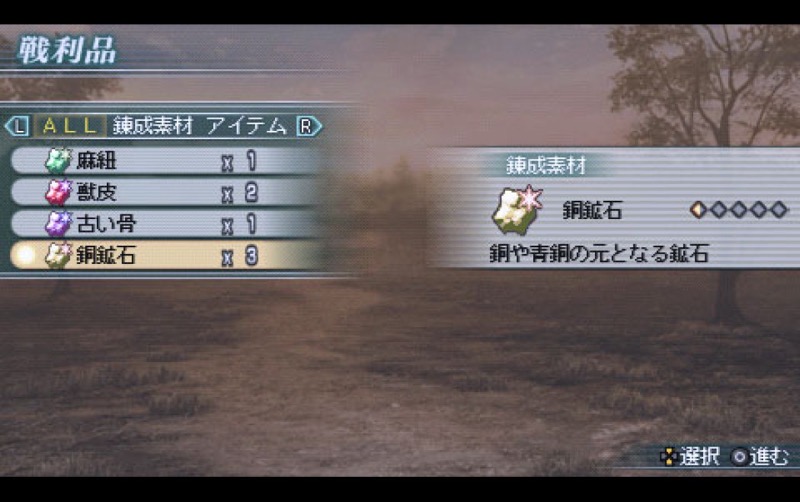 戦利品
L ALL 錬成素材 アイテム R
麻紐 x 1
獣皮 x 2
古い骨 x 1
銅鉱石 x 3
錬成素材
銅鉱石
銅や青銅の元となる鉱石
選択 進む